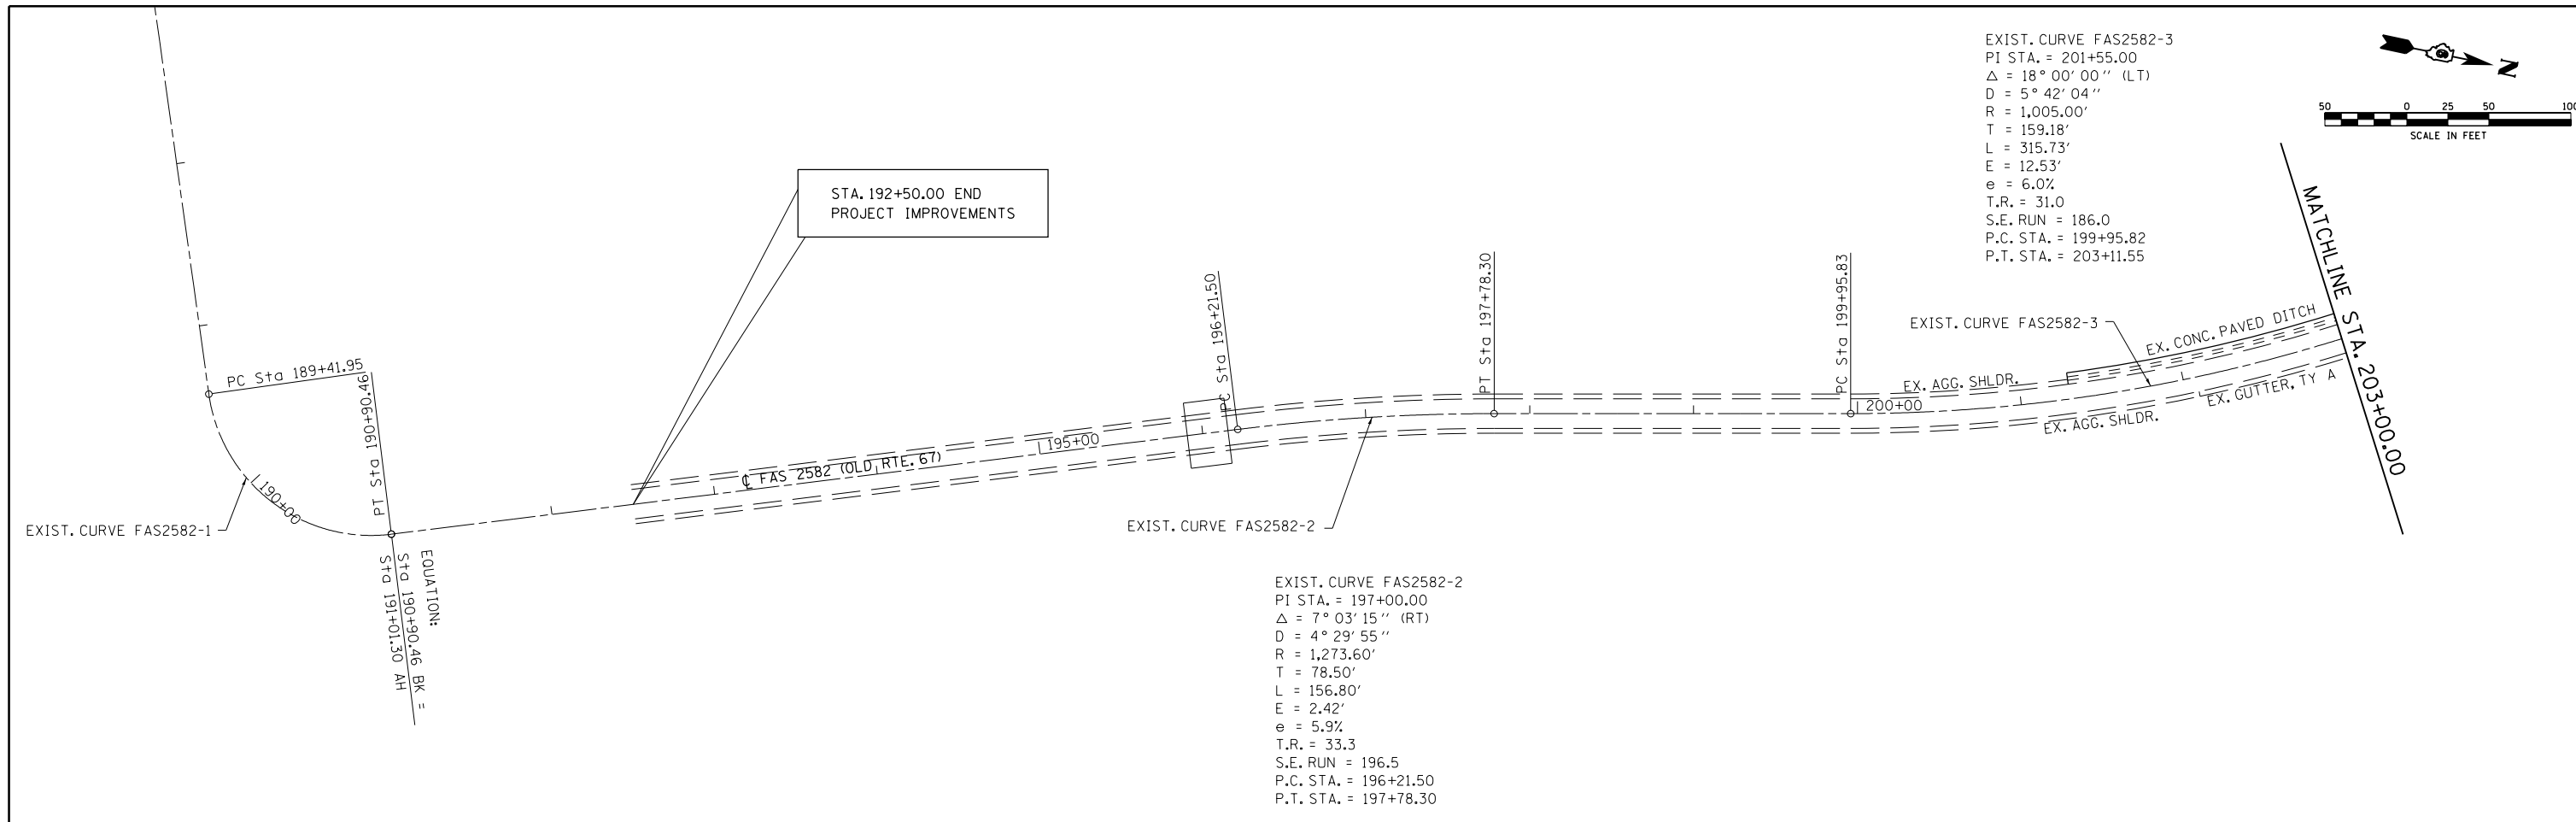 EXIST. CURVE FAS2582-3
PI STA. = 201+55.00
△ = 18° 00' 00'' (LT)
D = 5° 42' 04''
R = 1,005.00'
T = 159.18'
L = 315.73'
E = 12.53'
e = 6.0%
T.R. = 31.0
S.E. RUN = 186.0
P.C. STA. = 199+95.82
P.T. STA. = 203+11.55
N
50 0 25 50 100
SCALE IN FEET
STA. 192+50.00 END
PROJECT IMPROVEMENTS
MATCHLINE STA. 203+00.00
PC Sta 189+41.95
PT Sta 190+90.46
190+00
EXIST. CURVE FAS2582-1
EQUATION:
Sta 190+90.46 BK =
Sta 191+01.30 AH
℄ FAS 2582 (OLD RTE. 67)
195+00
PC Sta 196+21.50
PT Sta 197+78.30
PC Sta 199+95.83
200+00
EXIST. CURVE FAS2582-3
EX. CONC. PAVED DITCH
EX. AGG. SHLDR.
EX. GUTTER, TY A
EX. AGG. SHLDR.
EXIST. CURVE FAS2582-2
EXIST. CURVE FAS2582-2
PI STA. = 197+00.00
△ = 7° 03' 15'' (RT)
D = 4° 29' 55''
R = 1,273.60'
T = 78.50'
L = 156.80'
E = 2.42'
e = 5.9%
T.R. = 33.3
S.E. RUN = 196.5
P.C. STA. = 196+21.50
P.T. STA. = 197+78.30